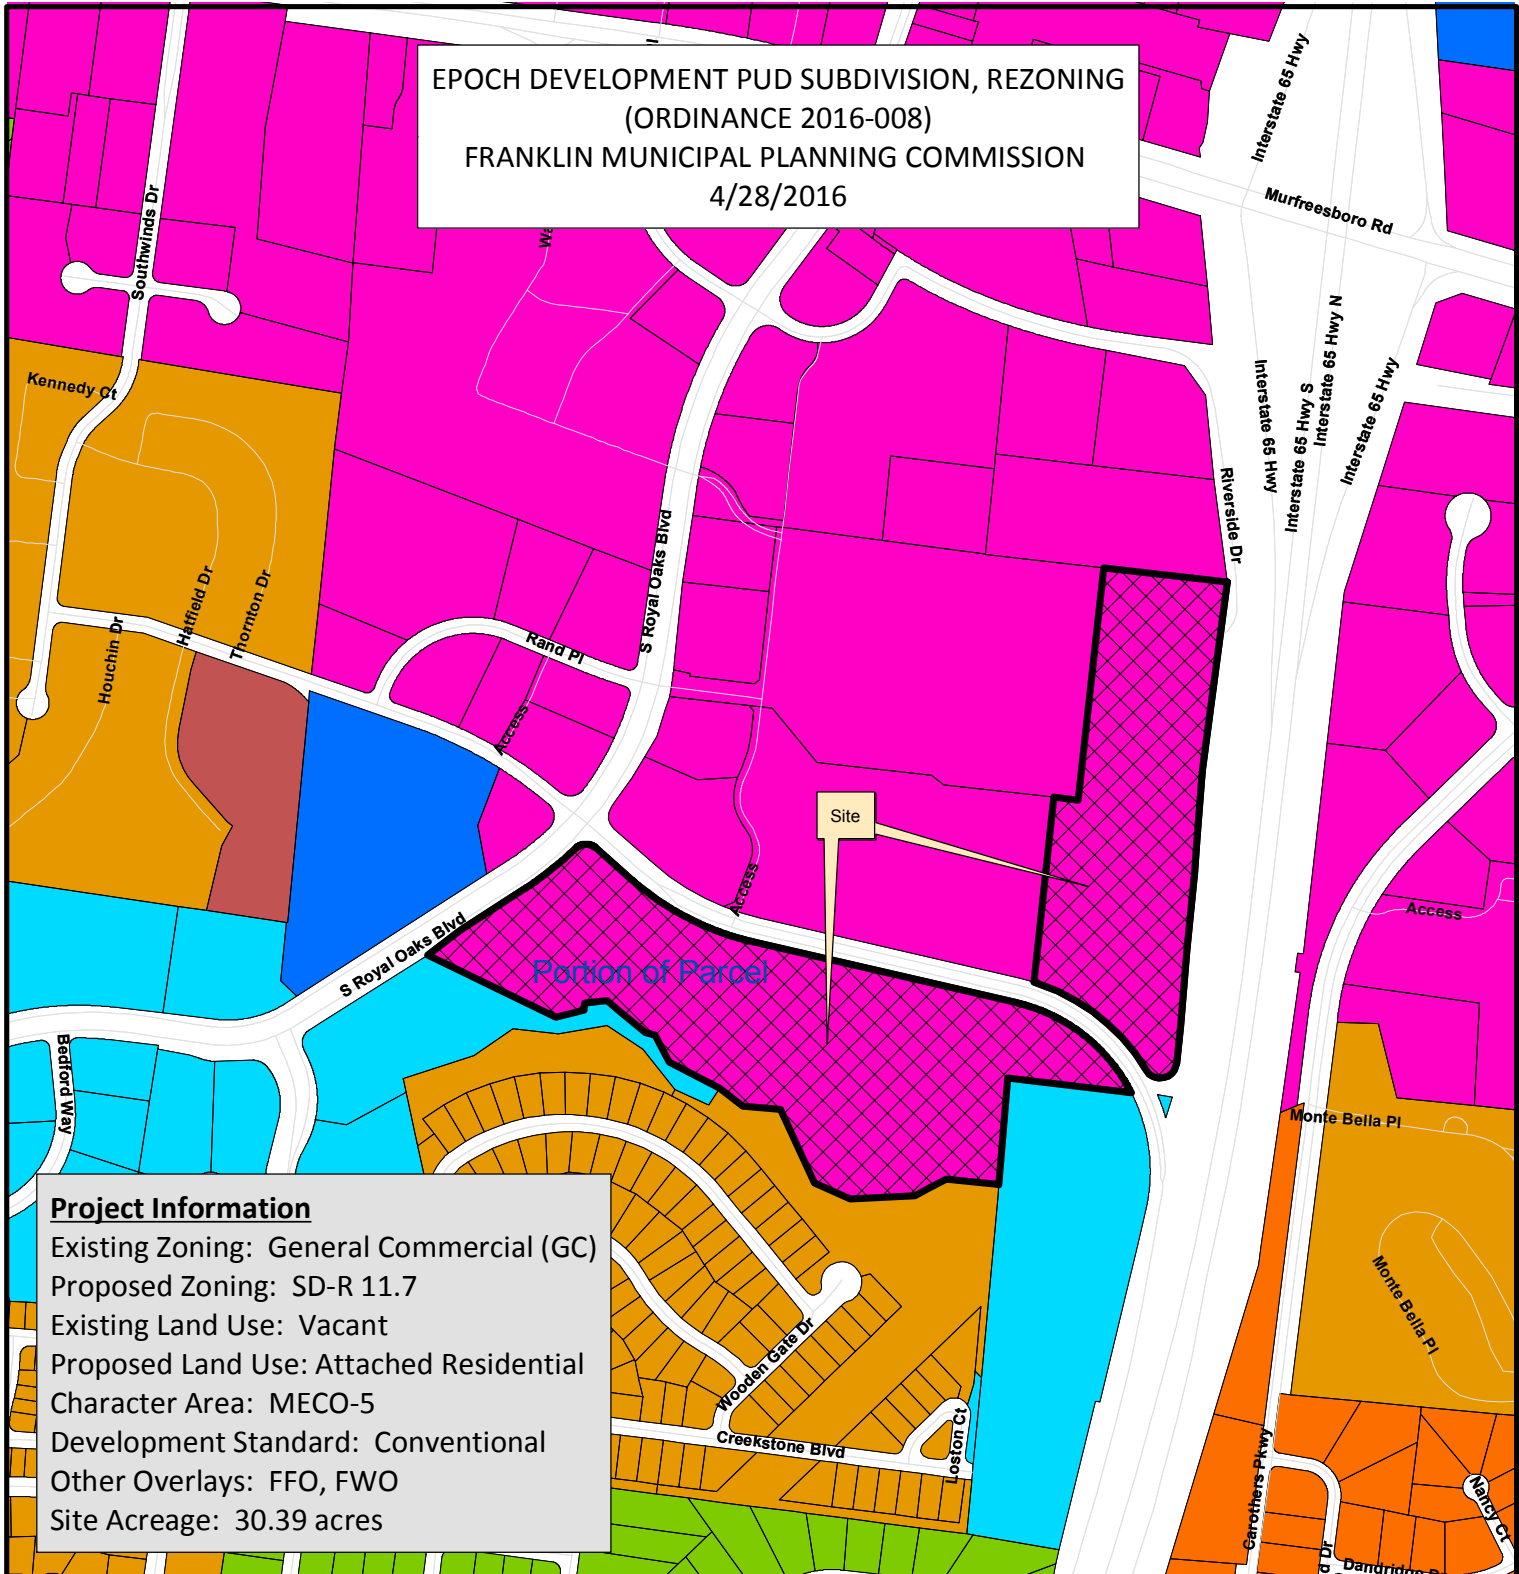 EPOCH DEVELOPMENT PUD SUBDIVISION, REZONING
(ORDINANCE 2016-008)
FRANKLIN MUNICIPAL PLANNING COMMISSION
4/28/2016
Interstate 65 Hwy
Murfreesboro Rd
Southwinds Dr
Interstate 65 Hwy N
Interstate 65 Hwy
Interstate 65 Hwy S
Interstate 65 Hwy
Kennedy Ct
Riverside Dr
S Royal Oaks Blvd
Hatfield Dr
Thornton Dr
Houchin Dr
Rand Pl
Access
Site
Access
Access
S Royal Oaks Blvd
Portion of Parcel
Bedford Way
Monte Bella Pl
Monte Bella Pl
Project Information
Existing Zoning: General Commercial (GC)
Proposed Zoning: SD-R 11.7
Existing Land Use: Vacant
Proposed Land Use: Attached Residential
Character Area: MECO-5
Development Standard: Conventional
Other Overlays: FFO, FWO
Site Acreage: 30.39 acres
Wooden Gate Dr
Creekstone Blvd
Loston Ct
Carothers Pkwy
Nancy Ct
d Dr